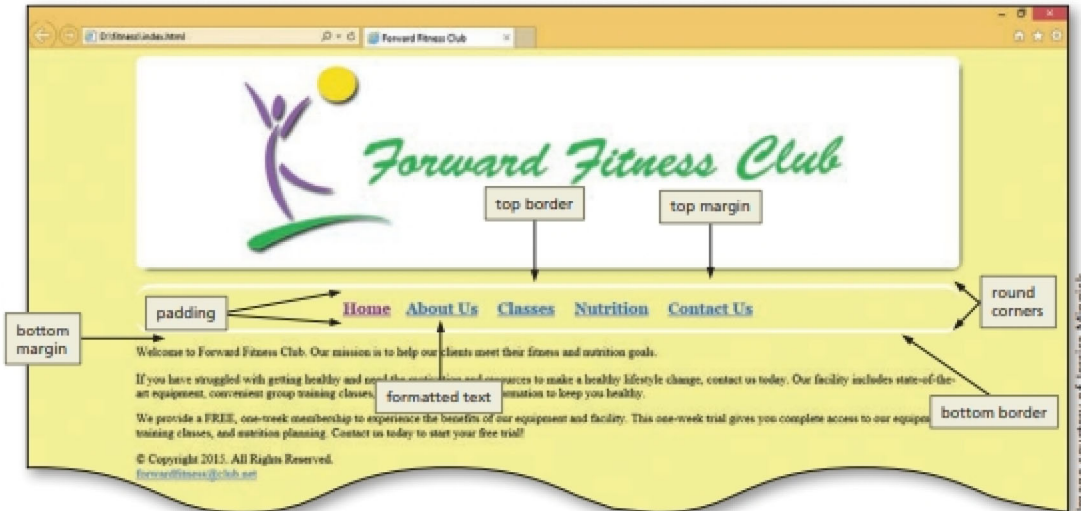 D:\fitness\index.html
Forward Fitness Club
Forward Fitness Club
top border
top margin
Home About Us Classes Nutrition Contact Us
padding
round
corners
bottom
margin
Welcome to Forward Fitness Club. Our mission is to help our clients meet their fitness and nutrition goals.
If you have struggled with getting healthy and need the motivation and resources to make a healthy lifestyle change, contact us today. Our facility includes state-of-the-
art equipment, convenient group training classes,
formatted text
to keep you healthy.
bottom border
We provide a FREE, one-week membership to experience the benefits of our equipment and facility. This one-week trial gives you complete access to our
training classes, and nutrition planning. Contact us today to start your free trial!
© Copyright 2015. All Rights Reserved.
forwardfitness@club.net